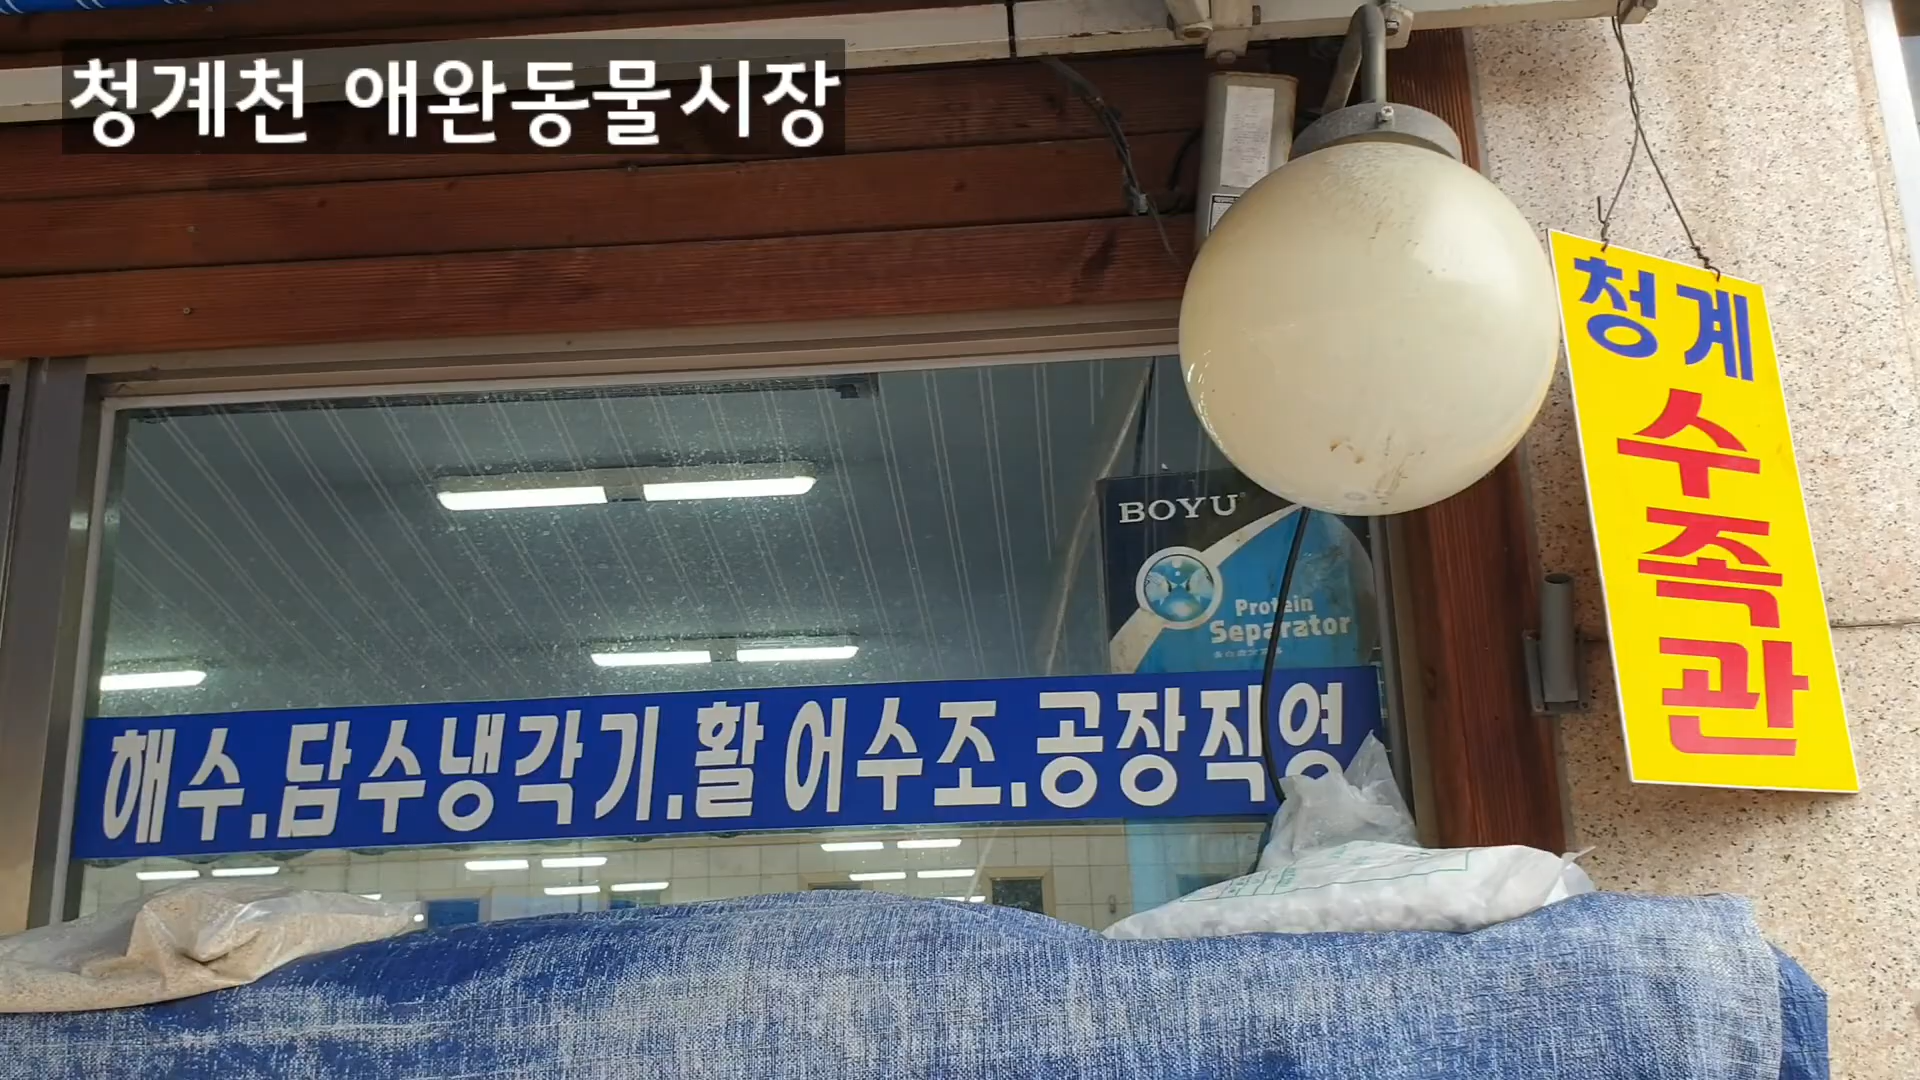 청계천 애완동물시장
청계
수
족
관
BOYU
Protein
Separator
해수.담수냉각기.활어수조.공장직영